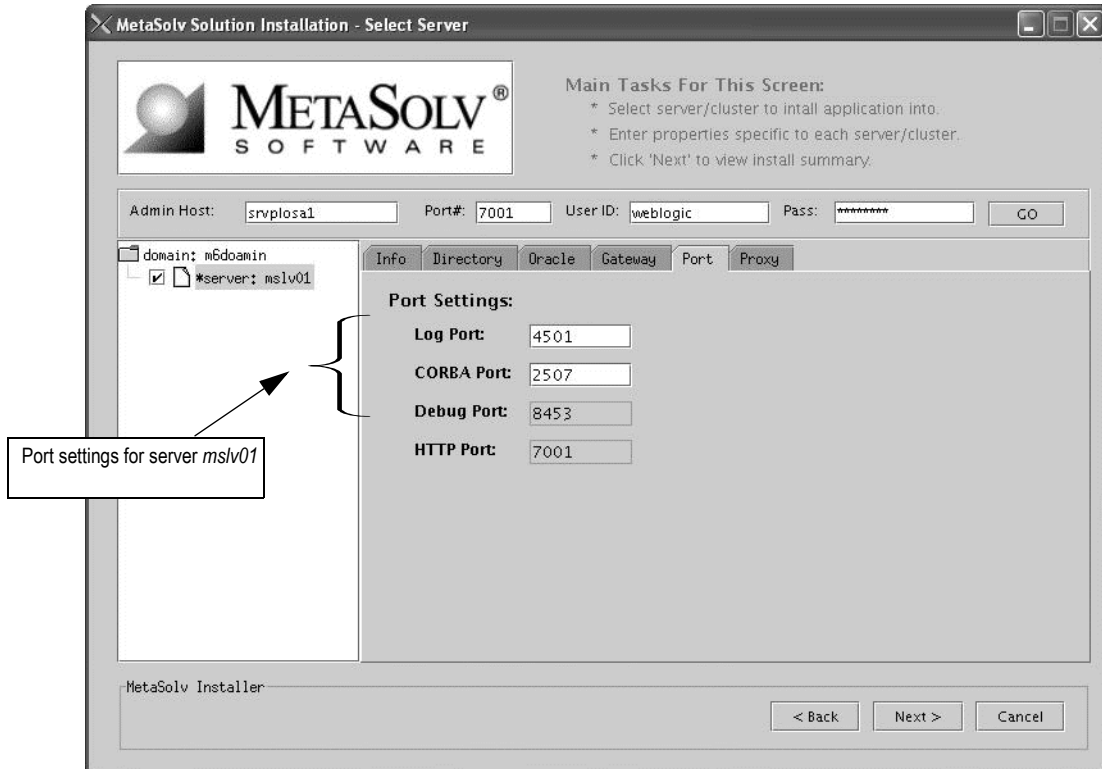 MetaSolv Solution Installation - Select Server
METASOLV®
SOFTWARE
Main Tasks For This Screen:
* Select server/cluster to intall application into.
* Enter properties specific to each server/cluster.
* Click 'Next' to view install summary.
Admin Host: srvplosa1 Port#: 7001 User ID: weblogic Pass: ******** GO
domain: m6doamin
*server: mslv01
Info Directory Oracle Gateway Port Proxy
Port Settings:
Log Port: 4501
CORBA Port: 2507
Debug Port: 8453
HTTP Port: 7001
Port settings for server mslv01
MetaSolv Installer
< Back Next > Cancel